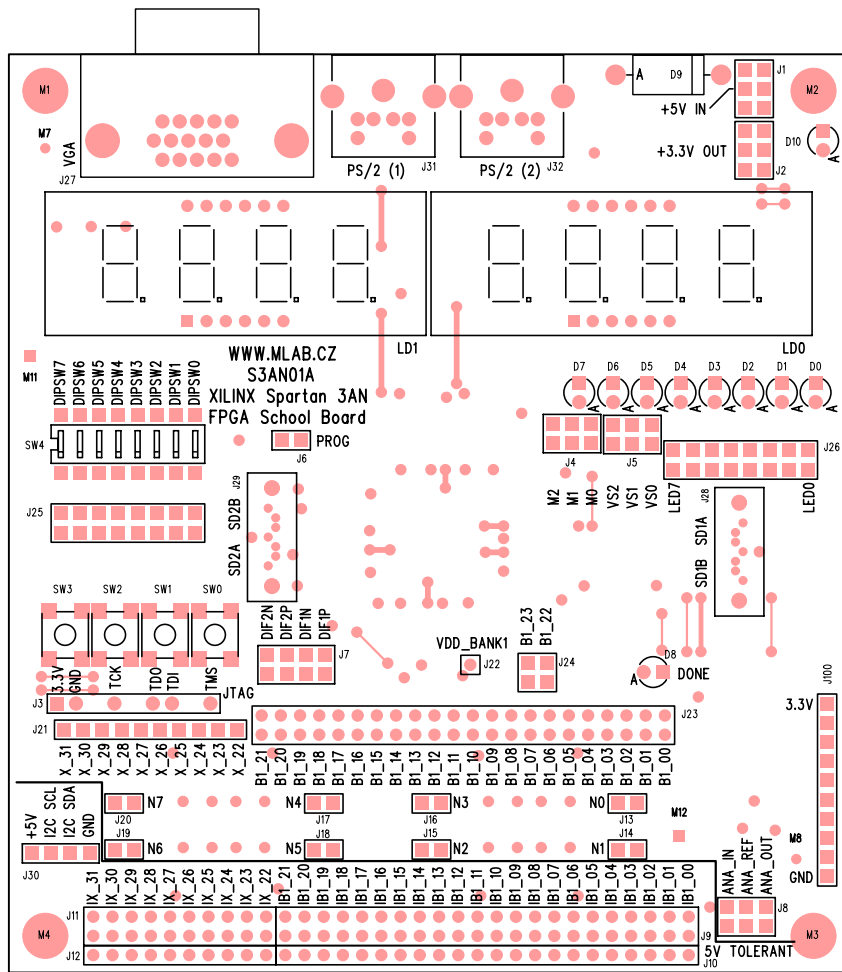 M1
M7
VGA
J27
PS/2 (1)
J31
PS/2 (2)
J32
A
D9
J1
+5V IN
M2
+3.3V OUT
D10
A
J2
LD1
LD0
M11
WWW.MLAB.CZ
S3AN01A
XILINX Spartan 3AN
FPGA School Board
DIPSW7
DIPSW6
DIPSW5
DIPSW4
DIPSW3
DIPSW2
DIPSW1
DIPSW0
SW4
PROG
J6
D7
D6
D5
D4
D3
D2
D1
D0
A
A
A
A
A
A
A
A
J4
J5
J26
M2
M1
M0
VS2
VS1
VS0
LED7
LED0
J28
J29
SD2B
SD2A
SD1A
SD1B
J25
SW3
SW2
SW1
SW0
DIF2N
DIF2P
DIF1N
DIF1P
J7
VDD_BANK1
J22
B1_23
B1_22
J24
D8
A
DONE
3.3V
GND
TCK
TDO
TDI
TMS
JTAG
J3
J21
J23
J100
3.3V
X_31
X_30
X_29
X_28
X_27
X_26
X_25
X_24
X_23
X_22
B1_21
B1_20
B1_19
B1_18
B1_17
B1_16
B1_15
B1_14
B1_13
B1_12
B1_11
B1_10
B1_09
B1_08
B1_07
B1_06
B1_05
B1_04
B1_03
B1_02
B1_01
B1_00
+5V
I2C SCL
I2C SDA
GND
J30
N7
J20
N4
J17
N3
J16
N0
J13
J19
N6
N5
J18
J15
N2
N1
J14
M12
M8
GND
ANA_IN
ANA_REF
ANA_OUT
J8
IX_31
IX_30
IX_29
IX_28
IX_27
IX_26
IX_25
IX_24
IX_23
IX_22
IB1_21
IB1_20
IB1_19
IB1_18
IB1_17
IB1_16
IB1_15
IB1_14
IB1_13
IB1_12
IB1_11
IB1_10
IB1_09
IB1_08
IB1_07
IB1_06
IB1_05
IB1_04
IB1_03
IB1_02
IB1_01
IB1_00
M4
J11
J12
J9
J10
5V TOLERANT
M3